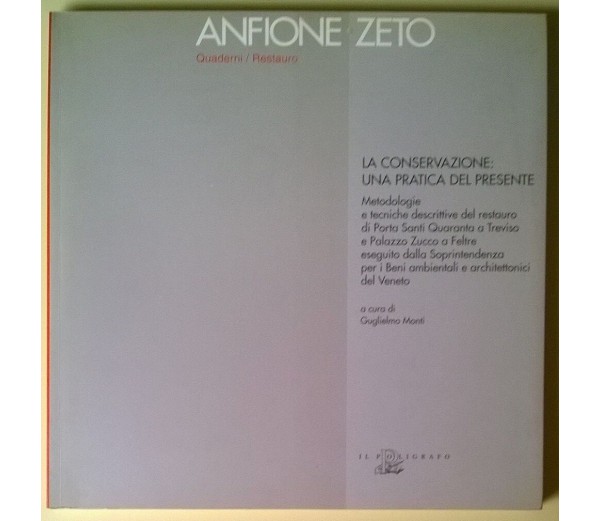 ANFIONE ZETO
Quaderni / Restauro
LA CONSERVAZIONE:
UNA PRATICA DEL PRESENTE
Metodologie
e tecniche descrittive del restauro
di Porta Santi Quaranta a Treviso
e Palazzo Zucco a Feltre
eseguito dalla Soprintendenza
per i Beni ambientali e architettonici
del Veneto
a cura di
Guglielmo Monti
IL POLIGRAFO